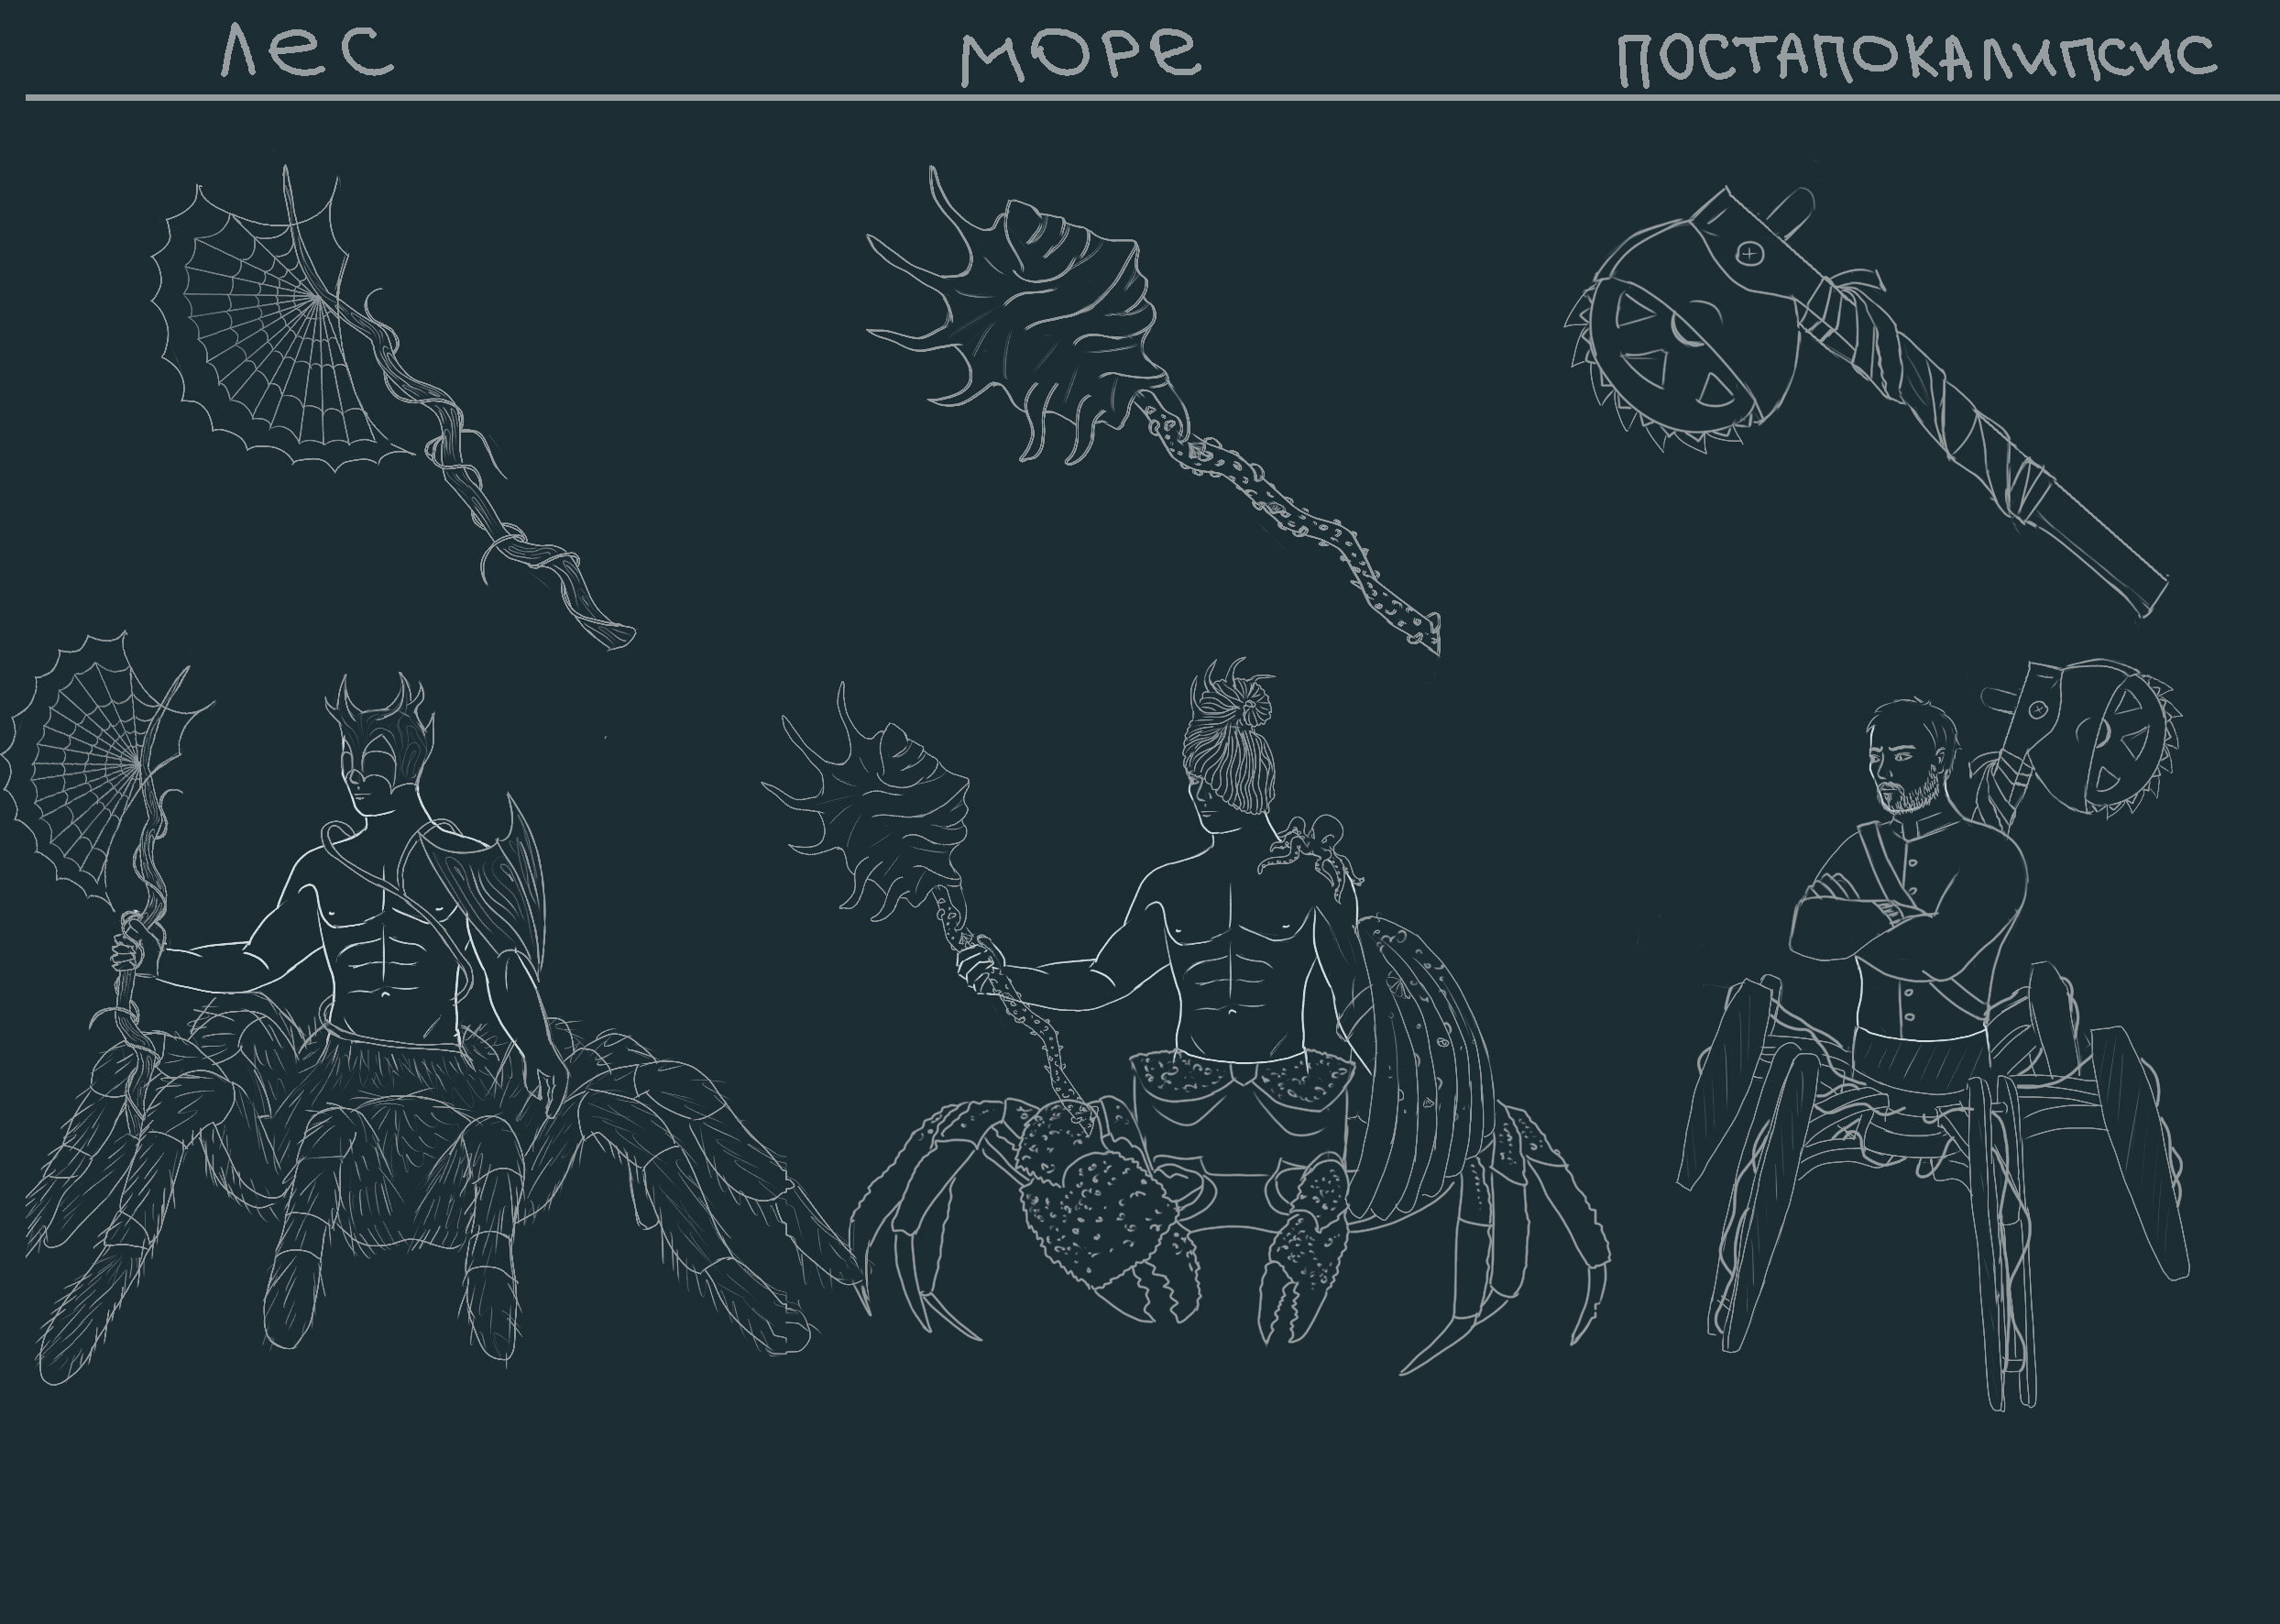 лес море постапокалипсис